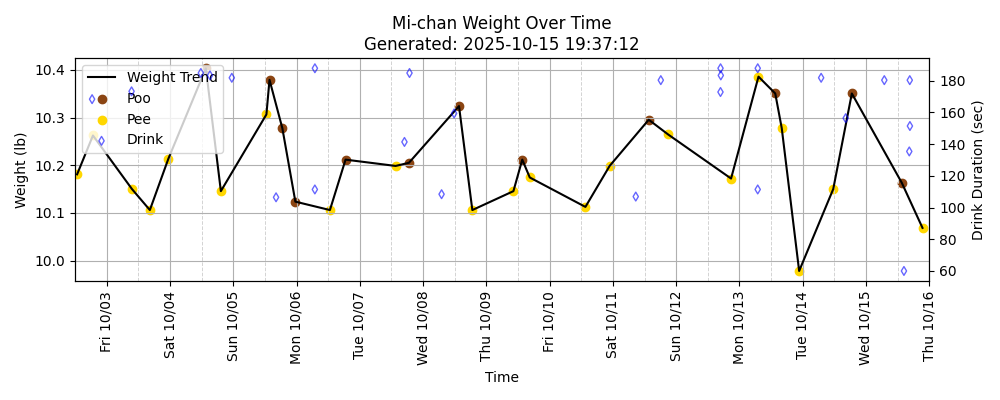 Mi-chan Weight Over Time
Generated: 2025-10-15 19:37:12
Weight (lb)
10.4
10.3
10.2
10.1
10.0
Weight Trend
Poo
Pee
Drink
180
160
140
120
100
80
60
Drink Duration (sec)
Fri 10/03
Sat 10/04
Sun 10/05
Mon 10/06
Tue 10/07
Wed 10/08
Thu 10/09
Fri 10/10
Sat 10/11
Sun 10/12
Mon 10/13
Tue 10/14
Wed 10/15
Thu 10/16
Time